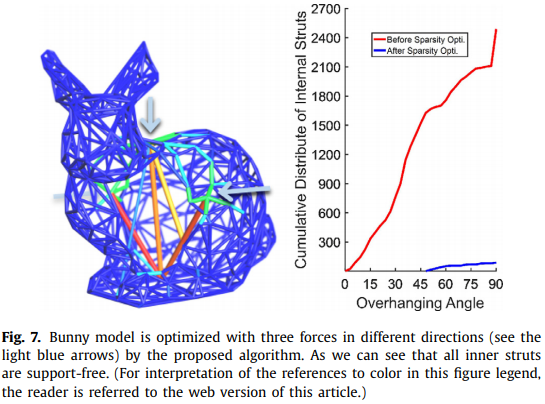 Cumulative Distribute of Internal Struts
2700
2400
2100
1800
1500
1200
900
600
300
Before Sparsity Opti.
After Sparsity Opti.
0 15 30 45 60 75 90
Overhanging Angle
Fig. 7. Bunny model is optimized with three forces in different directions (see the
light blue arrows) by the proposed algorithm. As we can see that all inner struts
are support-free. (For interpretation of the references to color in this figure legend,
the reader is referred to the web version of this article.)